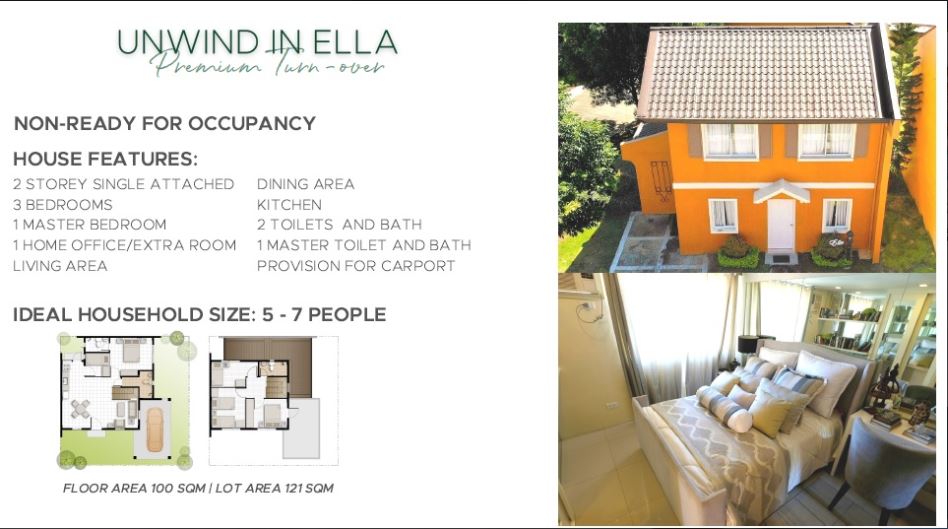 UNWIND IN ELLA
Premium Turn-over
NON-READY FOR OCCUPANCY
HOUSE FEATURES:
2 STOREY SINGLE ATTACHED
3 BEDROOMS
1 MASTER BEDROOM
1 HOME OFFICE/EXTRA ROOM
LIVING AREA
DINING AREA
KITCHEN
2 TOILETS AND BATH
1 MASTER TOILET AND BATH
PROVISION FOR CARPORT
IDEAL HOUSEHOLD SIZE: 5 - 7 PEOPLE
FLOOR AREA 100 SQM | LOT AREA 121 SQM
Ella